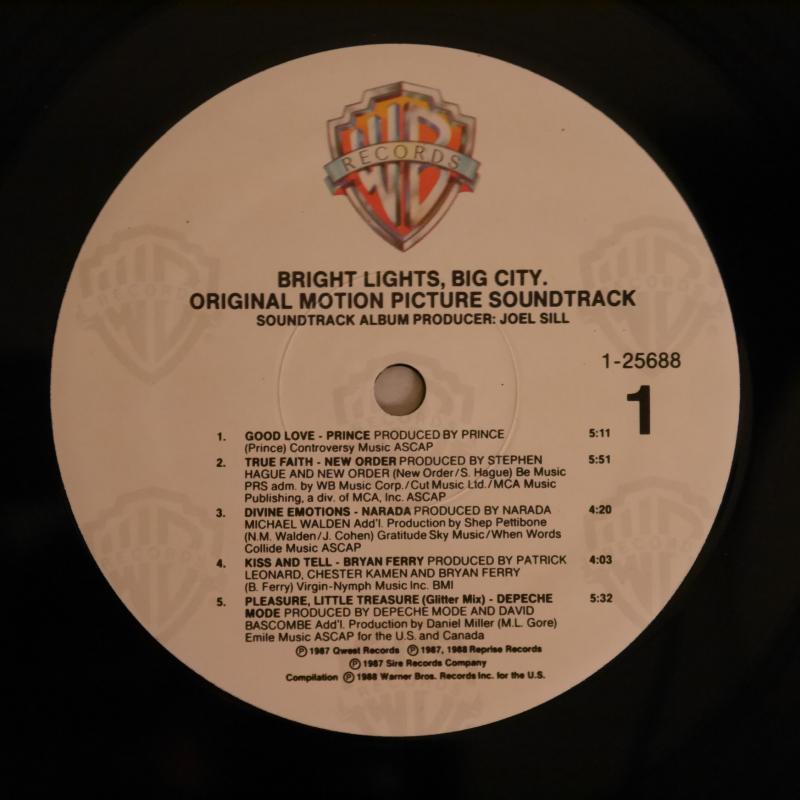 WB
RECORDS
BRIGHT LIGHTS, BIG CITY.
ORIGINAL MOTION PICTURE SOUNDTRACK
SOUNDTRACK ALBUM PRODUCER: JOEL SILL
1-25688
1
1. GOOD LOVE - PRINCE PRODUCED BY PRINCE 5:11
(Prince) Controversy Music ASCAP
2. TRUE FAITH - NEW ORDER PRODUCED BY STEPHEN 5:51
HAGUE AND NEW ORDER (New Order/S. Hague) Be Music
PRS adm. by WB Music Corp./Cut Music Ltd./MCA Music
Publishing, a div. of MCA, Inc. ASCAP
3. DIVINE EMOTIONS - NARADA PRODUCED BY NARADA 4:20
MICHAEL WALDEN Add'l. Production by Shep Pettibone
(N.M. Walden/J. Cohen) Gratitude Sky Music/When Words
Collide Music ASCAP
4. KISS AND TELL - BRYAN FERRY PRODUCED BY PATRICK 4:03
LEONARD, CHESTER KAMEN AND BRYAN FERRY
(B. Ferry) Virgin-Nymph Music Inc. BMI
5. PLEASURE, LITTLE TREASURE (Glitter Mix) - DEPECHE 5:32
MODE PRODUCED BY DEPECHE MODE AND DAVID
BASCOMBE Add'l. Production by Daniel Miller (M.L. Gore)
Emile Music ASCAP for the U.S. and Canada
℗ 1987 Qwest Records ℗ 1987, 1988 Reprise Records
℗ 1987 Sire Records Company
Compilation ℗ 1988 Warner Bros. Records Inc. for the U.S.